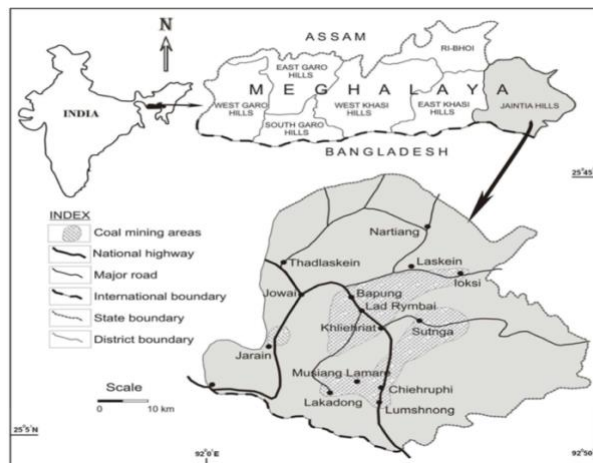 N
ASSAM
RI-BHOI
EAST GARO
HILLS
MEGHALAYA
INDIA
WEST GARO
HILLS
WEST KHASI
HILLS
EAST KHASI
HILLS
JAINTIA HILLS
SOUTH GARO
HILLS
BANGLADESH
25°45'
INDEX
Coal mining areas
National highway
Major road
International boundary
State boundary
District boundary
Scale
0 10 km
Nartiang
Thadlaskein
Laskein
Ioksi
Jowai
Bapung
Lad Rymbai
Khliehriat
Sutnga
Jarain
Musiang Lamare
Chiehruphi
Lakadong
Lumshnong
25°5'N
92°0'E
92°50'